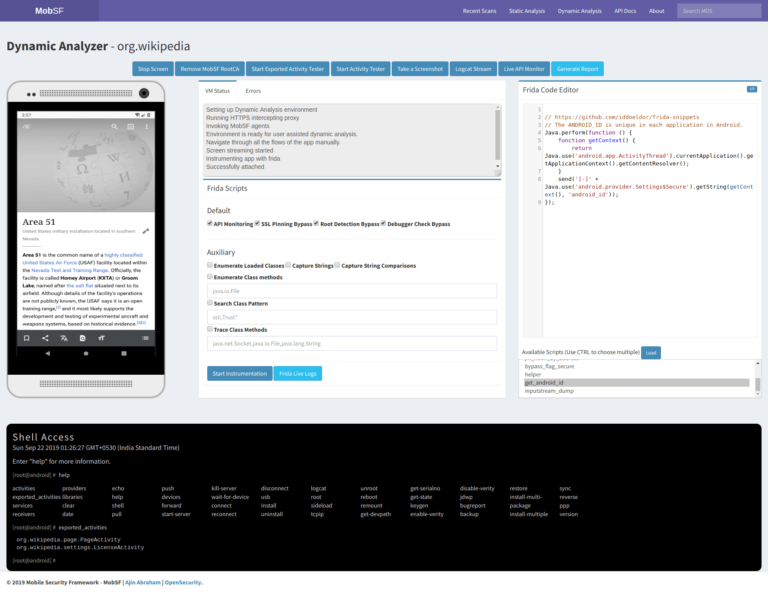 MobSF
Recent Scans Static Analysis Dynamic Analysis API Docs About Search MD5
Dynamic Analyzer - org.wikipedia
Stop Screen Remove MobSF RootCA Start Exported Activity Tester Start Activity Tester Take a Screenshot Logcat Stream Live API Monitor Generate Report
Area 51
United States military installation located in southern
Nevada
Area 51 is the common name of a highly classified
United States Air Force (USAF) facility located within
the Nevada Test and Training Range. Officially, the
facility is called Homey Airport (KXTA) or Groom
Lake, named after the salt flat situated next to its
airfield. Although details of the facility's operations
are not publicly known, the USAF says it is an open
training range, and it most likely supports the
development and testing of experimental aircraft and
weapons systems, based on historical evidence.
VM Status Errors
Setting up Dynamic Analysis environment
Running HTTPS intercepting proxy
Invoking MobSF agents
Environment is ready for user assisted dynamic analysis.
Navigate through all the flows of the app manually.
Screen streaming started
Instrumenting app with frida
Successfully attached
Frida Scripts
Default
API Monitoring SSL Pinning Bypass Root Detection Bypass Debugger Check Bypass
Auxiliary
Enumerate Loaded Classes Capture Strings Capture String Comparisons
Enumerate Class methods
java.io.File
Search Class Pattern
ssl\.Trust*
Trace Class Methods
java.net.Socket,java.io.File,java.lang.String
Start Instrumentation Frida Live Logs
Frida Code Editor
1
2 // https://github.com/iddoeldor/frida-snippets
3 // The ANDROID_ID is unique in each application in Android.
4 Java.perform(function () {
5 function getContext() {
6 return
Java.use('android.app.ActivityThread').currentApplication().ge
tApplicationContext().getContentResolver();
7 }
8 send('[-]' +
Java.use('android.provider.Settings$Secure').getString(getCont
ext(), 'android_id'));
9 });
Available Scripts (Use CTRL to choose multiple) Load
bypass_flag_secure
helper
get_android_id
inputstream_dump
Shell Access
Sun Sep 22 2019 01:26:27 GMT+0530 (India Standard Time)
Enter "help" for more information.
[root@android] # help
activities providers echo push kill-server disconnect logcat unroot get-serialno disable-verity restore sync
exported_activities libraries help devices wait-for-device usb root reboot get-state jdwp install-multi- reverse
services clear shell forward connect install sideload remount keygen bugreport package ppp
receivers date pull start-server reconnect uninstall tcpip get-devpath enable-verity backup install-multiple version
[root@android] # exported_activities
org.wikipedia.page.PageActivity
org.wikipedia.settings.LicenseActivity
[root@android] #
© 2019 Mobile Security Framework - MobSF | Ajin Abraham | OpenSecurity.